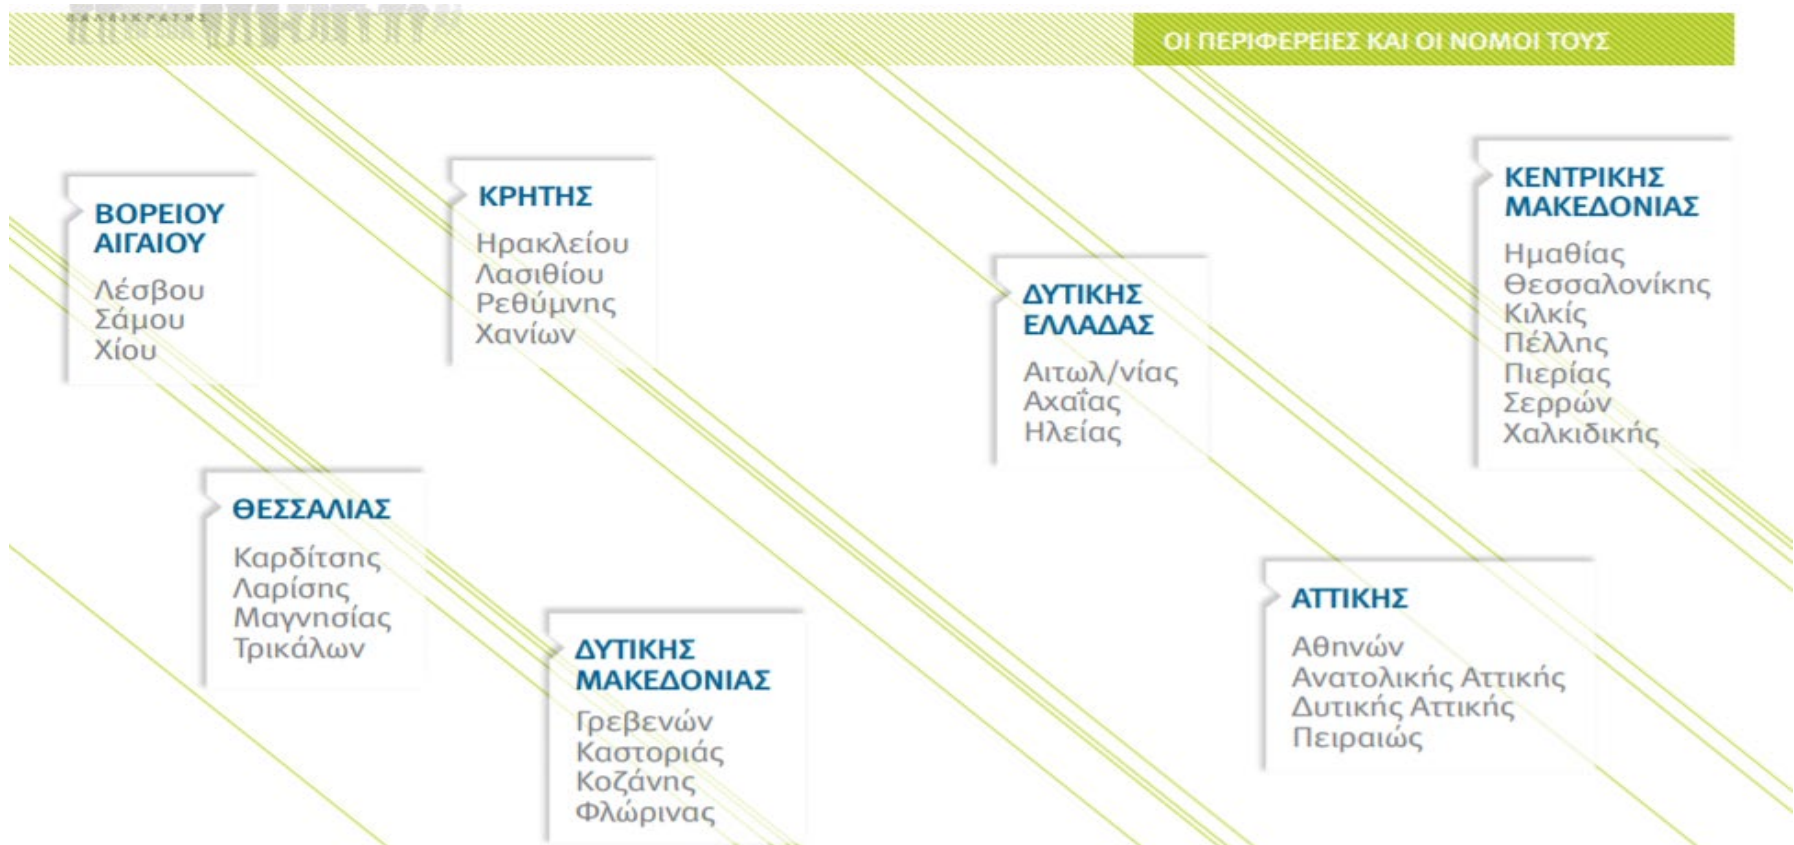 ΚΑΛΛΙΚΡΑΤΗΣ
ΟΙ ΠΕΡΙΦΕΡΕΙΕΣ ΚΑΙ ΟΙ ΝΟΜΟΙ ΤΟΥΣ
ΒΟΡΕΙΟΥ
ΑΙΓΑΙΟΥ
Λέσβου
Σάμου
Χίου
ΚΡΗΤΗΣ
Ηρακλείου
Λασιθίου
Ρεθύμνης
Χανίων
ΔΥΤΙΚΗΣ
ΕΛΛΑΔΑΣ
Αιτωλ/νίας
Αχαΐας
Ηλείας
ΚΕΝΤΡΙΚΗΣ
ΜΑΚΕΔΟΝΙΑΣ
Ημαθίας
Θεσσαλονίκης
Κιλκίς
Πέλλης
Πιερίας
Σερρών
Χαλκιδικής
ΘΕΣΣΑΛΙΑΣ
Καρδίτσης
Λαρίσης
Μαγνησίας
Τρικάλων
ΔΥΤΙΚΗΣ
ΜΑΚΕΔΟΝΙΑΣ
Γρεβενών
Καστοριάς
Κοζάνης
Φλώρινας
ΑΤΤΙΚΗΣ
Αθηνών
Ανατολικής Αττικής
Δυτικής Αττικής
Πειραιώς